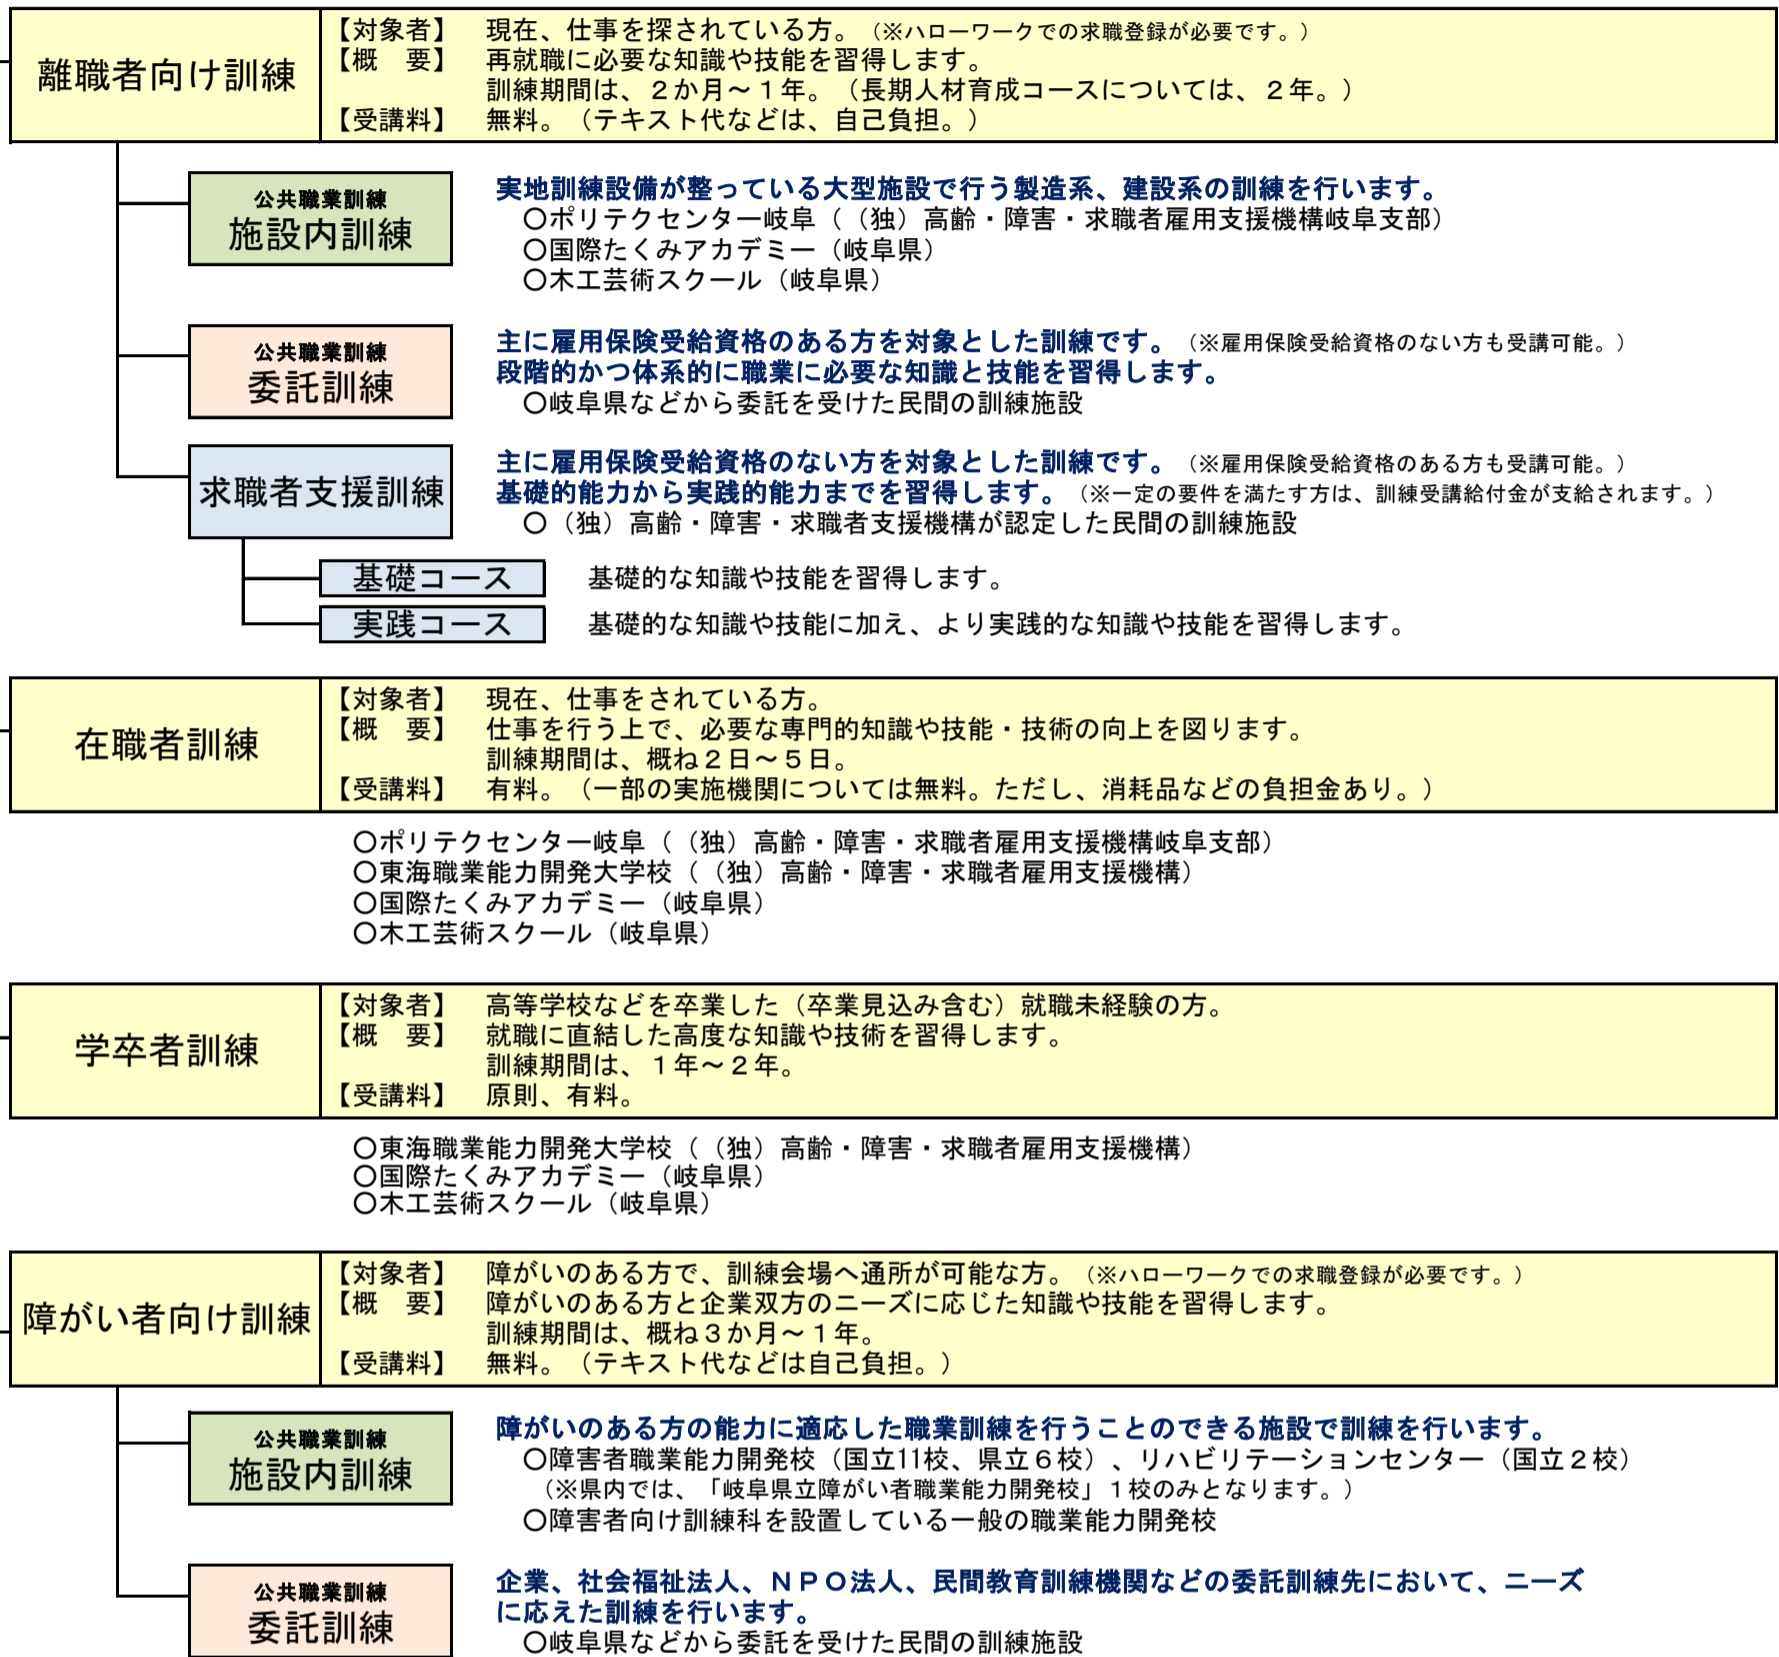 離職者向け訓練
【対象者】 現在、仕事を探されている方。（※ハローワークでの求職登録が必要です。）
【概　要】 再就職に必要な知識や技能を習得します。
訓練期間は、２か月～１年。（長期人材育成コースについては、２年。）
【受講料】 無料。（テキスト代などは、自己負担。）
公共職業訓練
施設内訓練
実地訓練設備が整っている大型施設で行う製造系、建設系の訓練を行います。
○ポリテクセンター岐阜（（独）高齢・障害・求職者雇用支援機構岐阜支部）
○国際たくみアカデミー（岐阜県）
○木工芸術スクール（岐阜県）
公共職業訓練
委託訓練
主に雇用保険受給資格のある方を対象とした訓練です。（※雇用保険受給資格のない方も受講可能。）
段階的かつ体系的に職業に必要な知識と技能を習得します。
○岐阜県などから委託を受けた民間の訓練施設
求職者支援訓練
主に雇用保険受給資格のない方を対象とした訓練です。（※雇用保険受給資格のある方も受講可能。）
基礎的能力から実践的能力までを習得します。（※一定の要件を満たす方は、訓練受講給付金が支給されます。）
○（独）高齢・障害・求職者支援機構が認定した民間の訓練施設
基礎コース 基礎的な知識や技能を習得します。
実践コース 基礎的な知識や技能に加え、より実践的な知識や技能を習得します。
在職者訓練
【対象者】 現在、仕事をされている方。
【概　要】 仕事を行う上で、必要な専門的知識や技能・技術の向上を図ります。
訓練期間は、概ね２日～５日。
【受講料】 有料。（一部の実施機関については無料。ただし、消耗品などの負担金あり。）
○ポリテクセンター岐阜（（独）高齢・障害・求職者雇用支援機構岐阜支部）
○東海職業能力開発大学校（（独）高齢・障害・求職者雇用支援機構）
○国際たくみアカデミー（岐阜県）
○木工芸術スクール（岐阜県）
学卒者訓練
【対象者】 高等学校などを卒業した（卒業見込み含む）就職未経験の方。
【概　要】 就職に直結した高度な知識や技術を習得します。
訓練期間は、１年～２年。
【受講料】 原則、有料。
○東海職業能力開発大学校（（独）高齢・障害・求職者雇用支援機構）
○国際たくみアカデミー（岐阜県）
○木工芸術スクール（岐阜県）
障がい者向け訓練
【対象者】 障がいのある方で、訓練会場へ通所が可能な方。（※ハローワークでの求職登録が必要です。）
【概　要】 障がいのある方と企業双方のニーズに応じた知識や技能を習得します。
訓練期間は、概ね３か月～１年。
【受講料】 無料。（テキスト代などは自己負担。）
公共職業訓練
施設内訓練
障がいのある方の能力に適応した職業訓練を行うことのできる施設で訓練を行います。
○障害者職業能力開発校（国立11校、県立６校）、リハビリテーションセンター（国立２校）
（※県内では、「岐阜県立障がい者職業能力開発校」１校のみとなります。）
○障害者向け訓練科を設置している一般の職業能力開発校
公共職業訓練
委託訓練
企業、社会福祉法人、ＮＰＯ法人、民間教育訓練機関などの委託訓練先において、ニーズ
に応えた訓練を行います。
○岐阜県などから委託を受けた民間の訓練施設